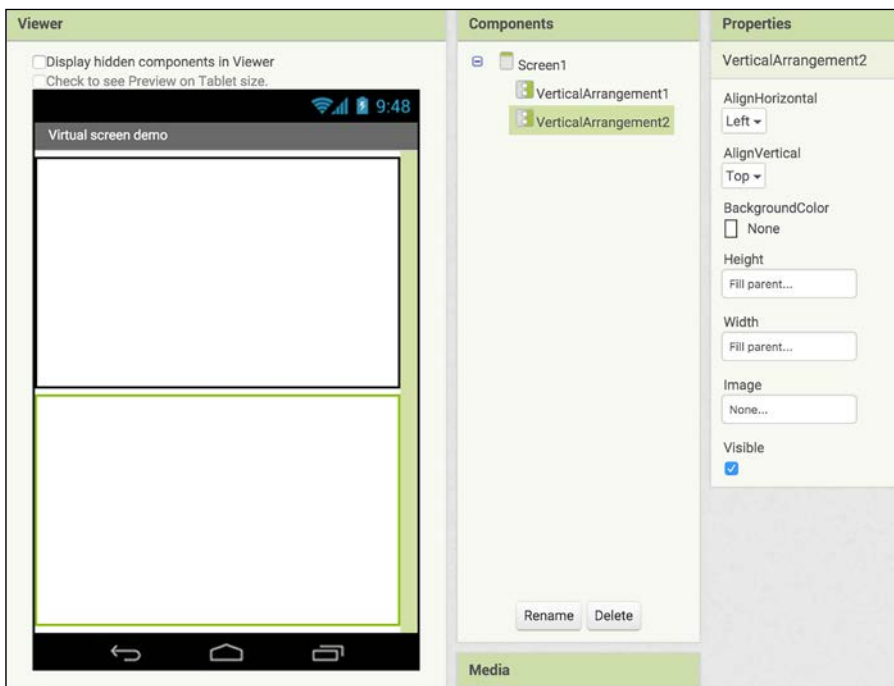 Viewer
Display hidden components in Viewer
Check to see Preview on Tablet size.
9:48
Virtual screen demo
Components
Screen1
VerticalArrangement1
VerticalArrangement2
Rename Delete
Media
Properties
VerticalArrangement2
AlignHorizontal
Left
AlignVertical
Top
BackgroundColor
None
Height
Fill parent...
Width
Fill parent...
Image
None...
Visible